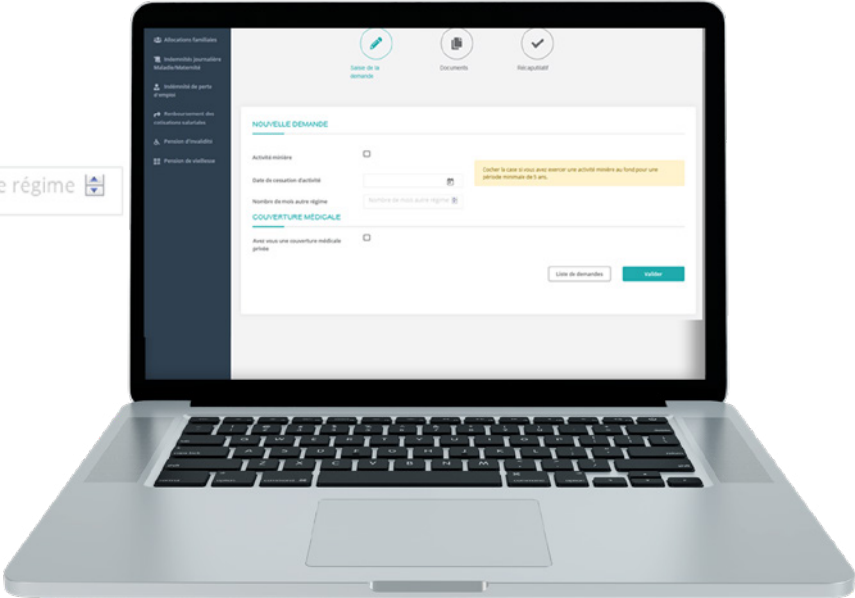 Allocations familiales
Indemnités journalière
Maladie/Maternité
Indémnité de perte
d'emploi
Remboursement des
cotisations salariales
Pension d'invalidité
Pension de vieillesse
Saisie de la
demande
Documents
Récapitulatif
NOUVELLE DEMANDE
Activité minière
Cocher la case si vous avez exercer une activité minière au fond pour une
période minimale de 5 ans.
Date de cessation d'activité
Nombre de mois autre régime
Nombre de mois autre régime
COUVERTURE MÉDICALE
Avez vous une couverture médicale
privée
Liste de demandes
Valider
e régime